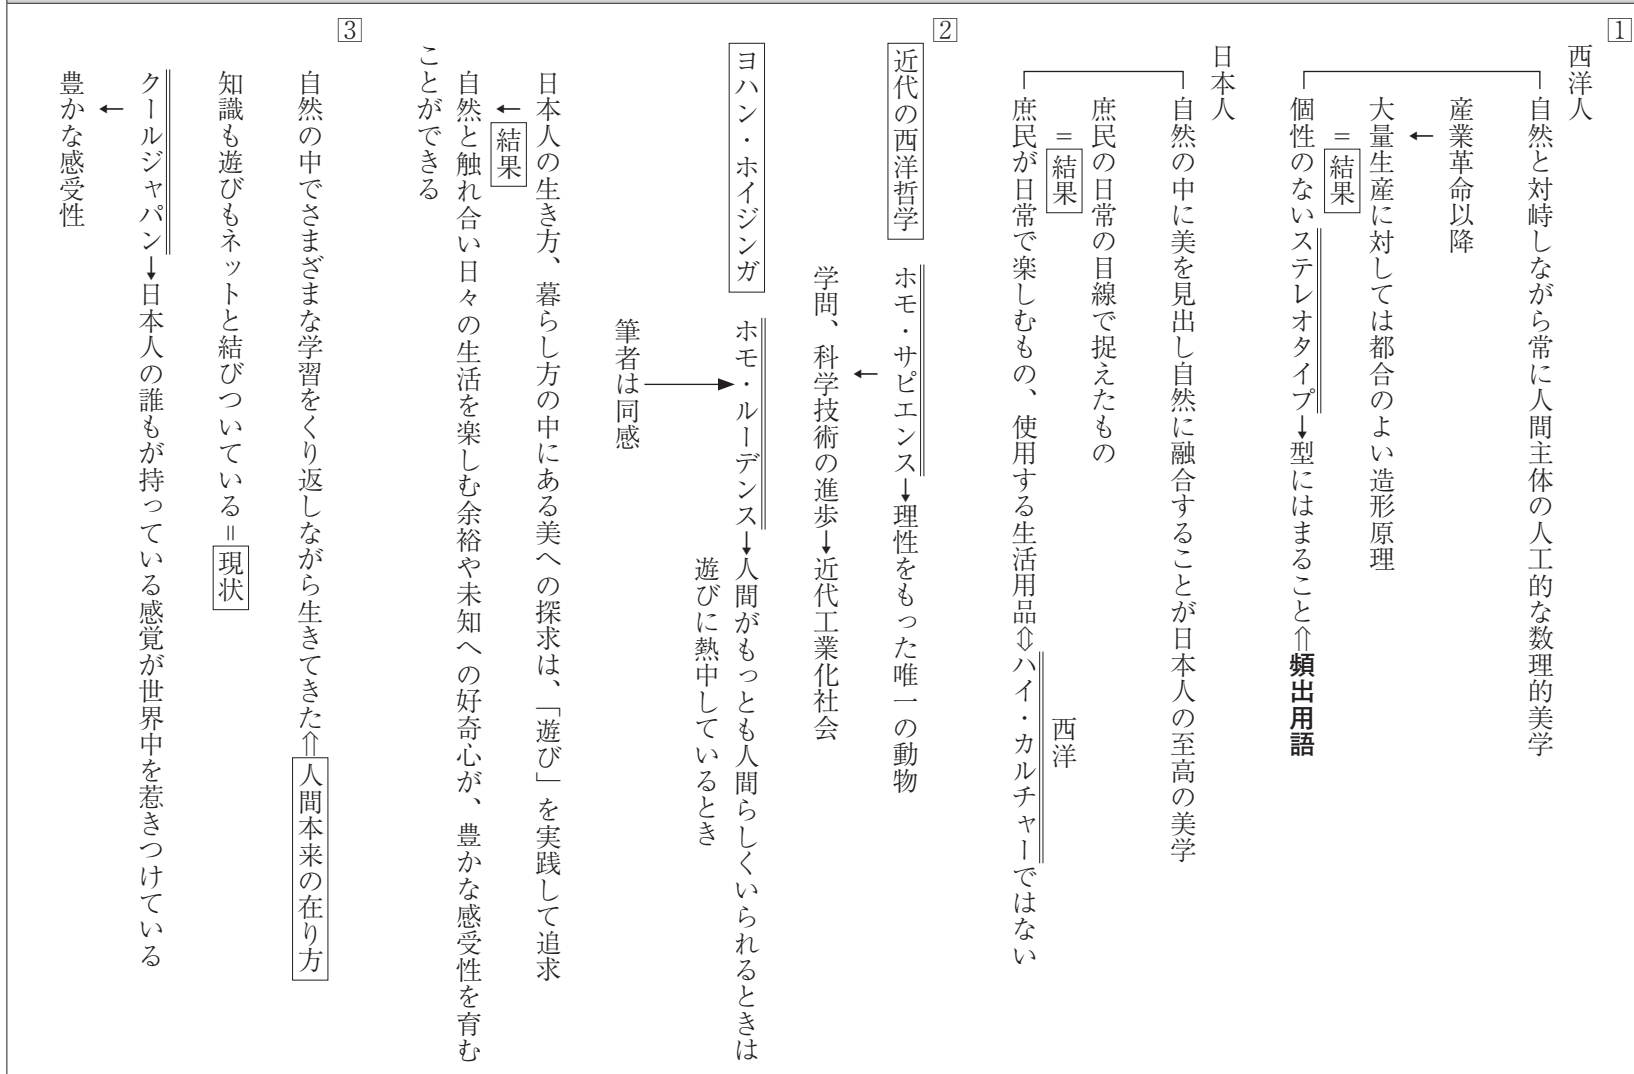 1
西洋人
自然と対峙しながら常に人間主体の人工的な数理的美学
産業革命以降
↓
大量生産に対しては都合のよい造形原理
=結果
個性のないステレオタイプ→型にはまること⇐頻出用語
日本人
自然の中に美を見出し自然に融合することが日本人の至高の美学
庶民の日常の目線で捉えたもの
=結果
庶民が日常で楽しむもの、使用する生活用品⇔ハイ・カルチャーではない
西洋
2
近代の西洋哲学
ホモ・サピエンス→理性をもった唯一の動物
↓
学問、科学技術の進歩→近代工業化社会
ヨハン・ホイジンガ
ホモ・ルーデンス→人間がもっとも人間らしくいられるときは
遊びに熱中しているとき
筆者は同感
日本人の生き方、暮らし方の中にある美への探求は、「遊び」を実践して追求
↓結果
自然と触れ合い日々の生活を楽しむ余裕や未知への好奇心が、豊かな感受性を育む
ことができる
3
自然の中でさまざまな学習をくり返しながら生きてきた⇐人間本来の在り方
知識も遊びもネットと結びついている=現状
クールジャパン→日本人の誰もが持っている感覚が世界中を惹きつけている
↓
豊かな感受性